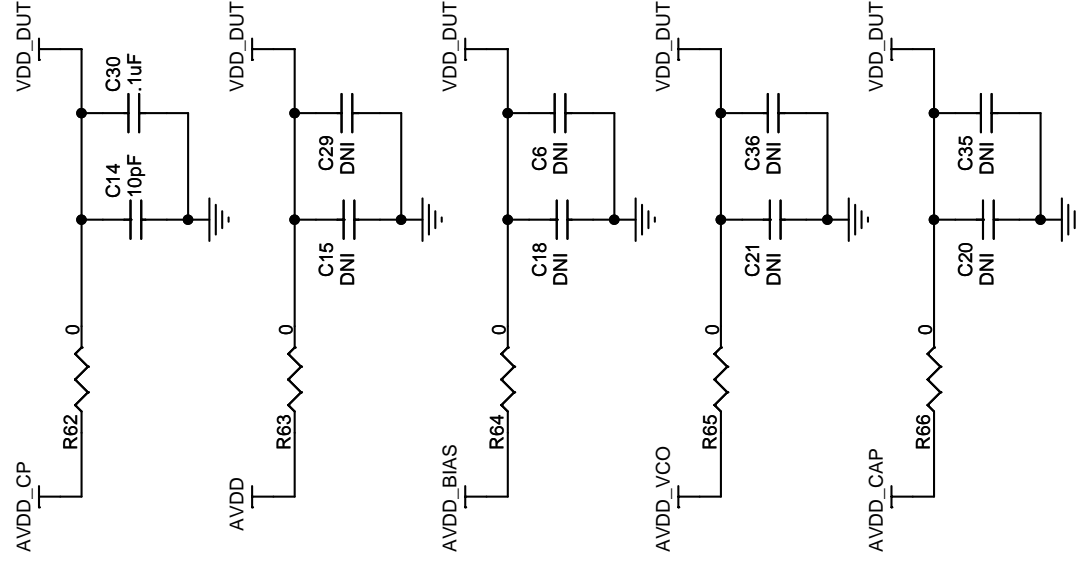 AVDD_CP
R62
0
C14
10pF
C30
.1uF
VDD_DUT
AVDD
R63
0
C15
DNI
C29
DNI
VDD_DUT
AVDD_BIAS
R64
0
C18
DNI
C6
DNI
VDD_DUT
AVDD_VCO
R65
0
C21
DNI
C36
DNI
VDD_DUT
AVDD_CAP
R66
0
C20
DNI
C35
DNI
VDD_DUT